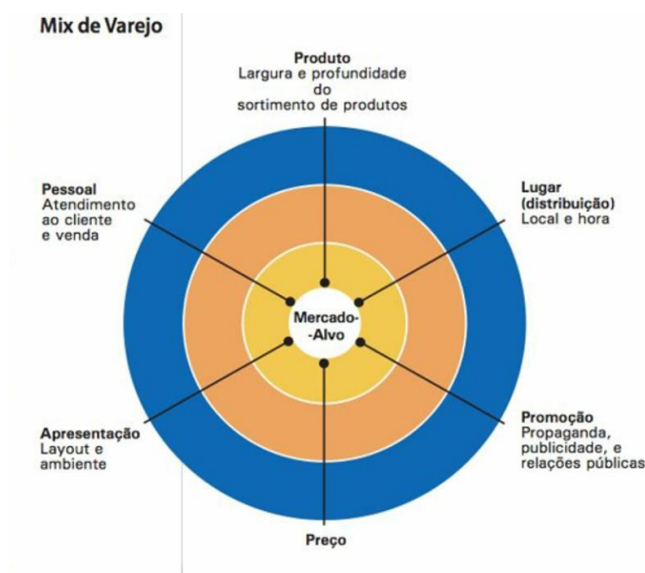 Mix de Varejo
Produto
Largura e profundidade
do
sortimento de produtos
Pessoal
Atendimento
ao cliente
e venda
Lugar
(distribuição)
Local e hora
Mercado-
-Alvo
Apresentação
Layout e
ambiente
Promoção
Propaganda,
publicidade, e
relações públicas
Preço